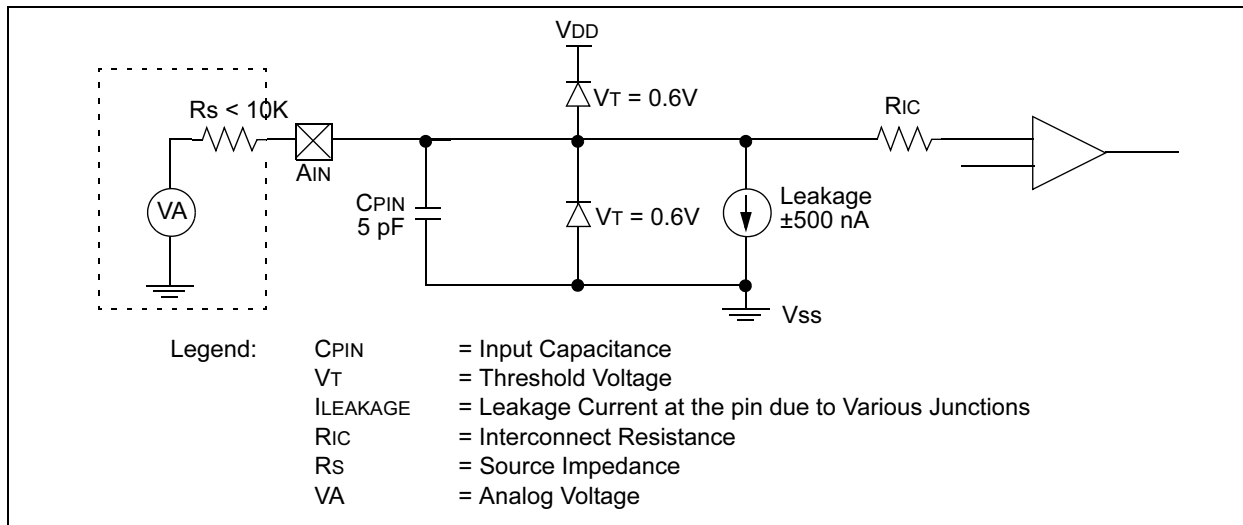 VDD
VT = 0.6V
Rs < 10K
RIC
AIN
VA
CPIN
5 pF
VT = 0.6V
Leakage
±500 nA
Vss
Legend:
CPIN = Input Capacitance
VT = Threshold Voltage
ILEAKAGE = Leakage Current at the pin due to Various Junctions
RIC = Interconnect Resistance
RS = Source Impedance
VA = Analog Voltage